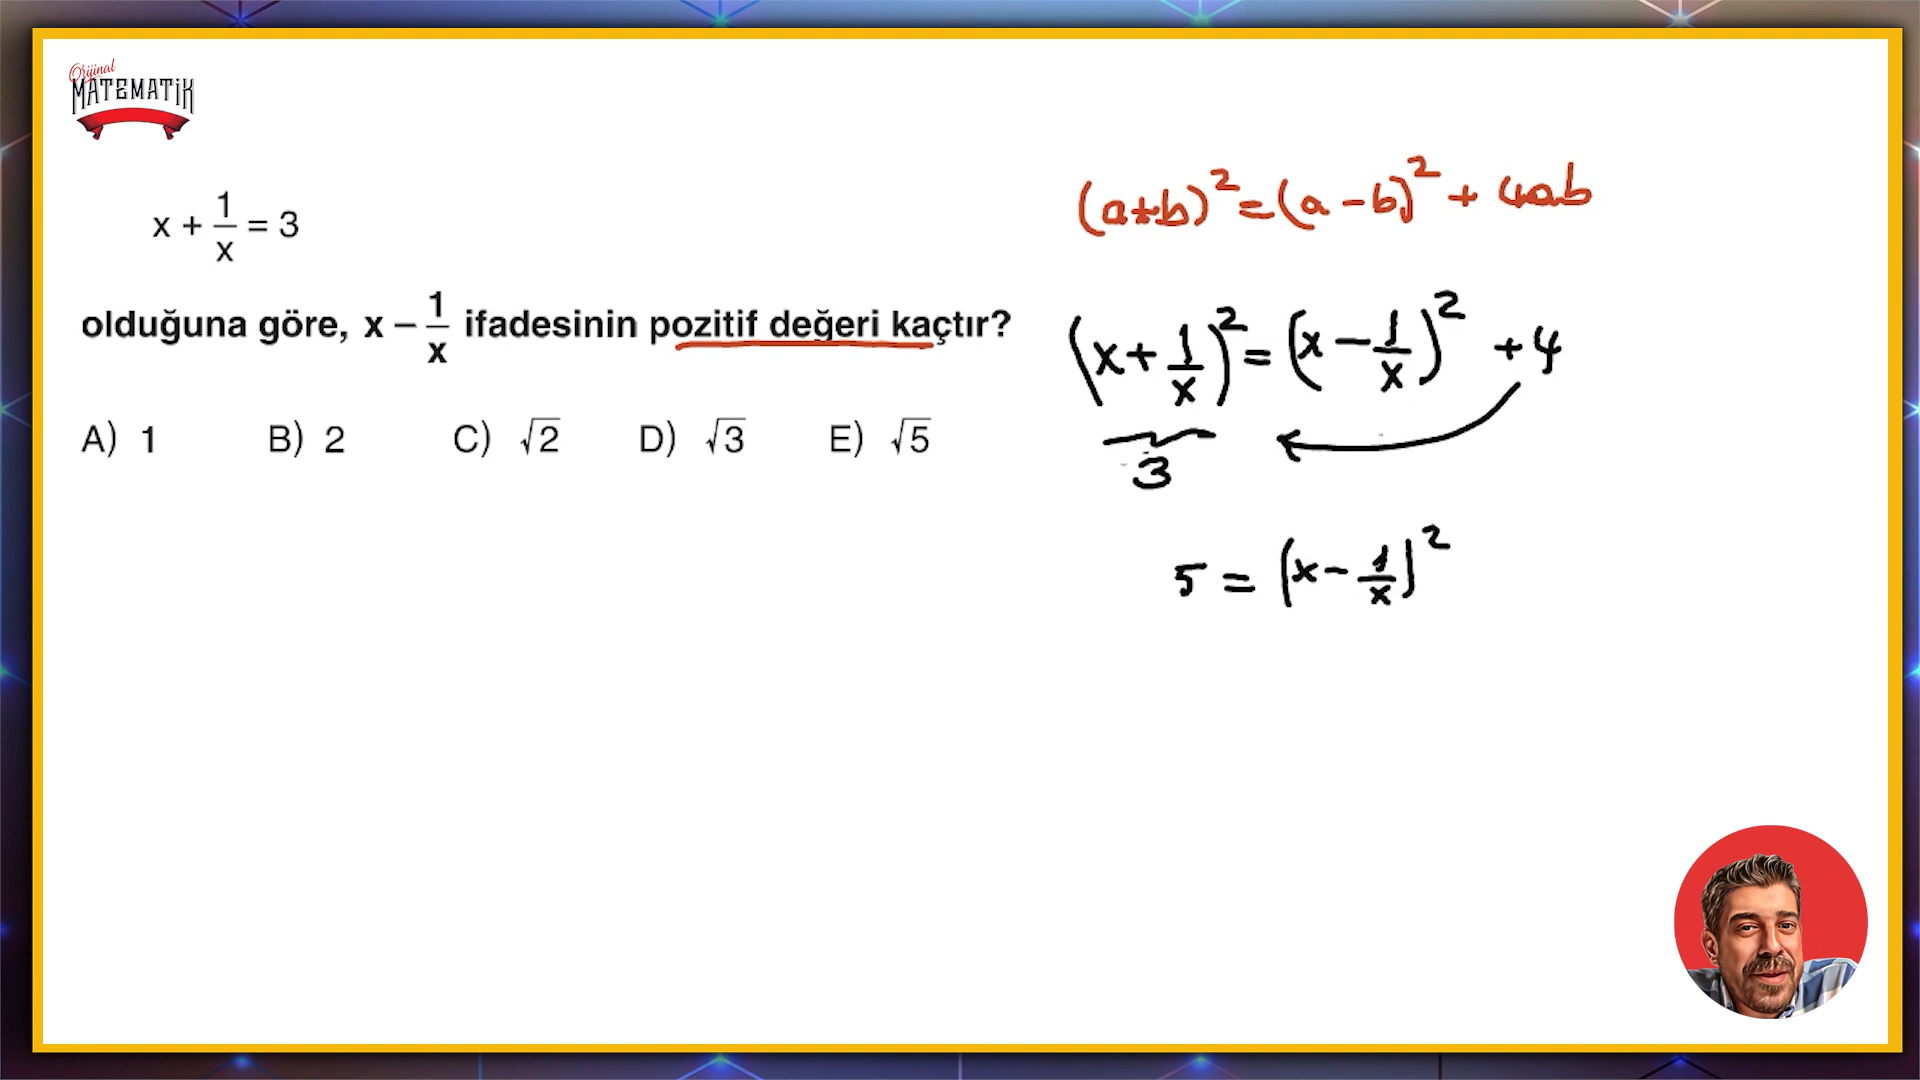 Orijinal
MATEMATİK
x + 1/x = 3
olduğuna göre, x – 1/x ifadesinin pozitif değeri kaçtır?
A) 1 B) 2 C) √2 D) √3 E) √5
(a+b)² = (a-b)² + 4ab
(x + 1/x)² = (x - 1/x)² + 4
3
5 = (x - 1/x)²